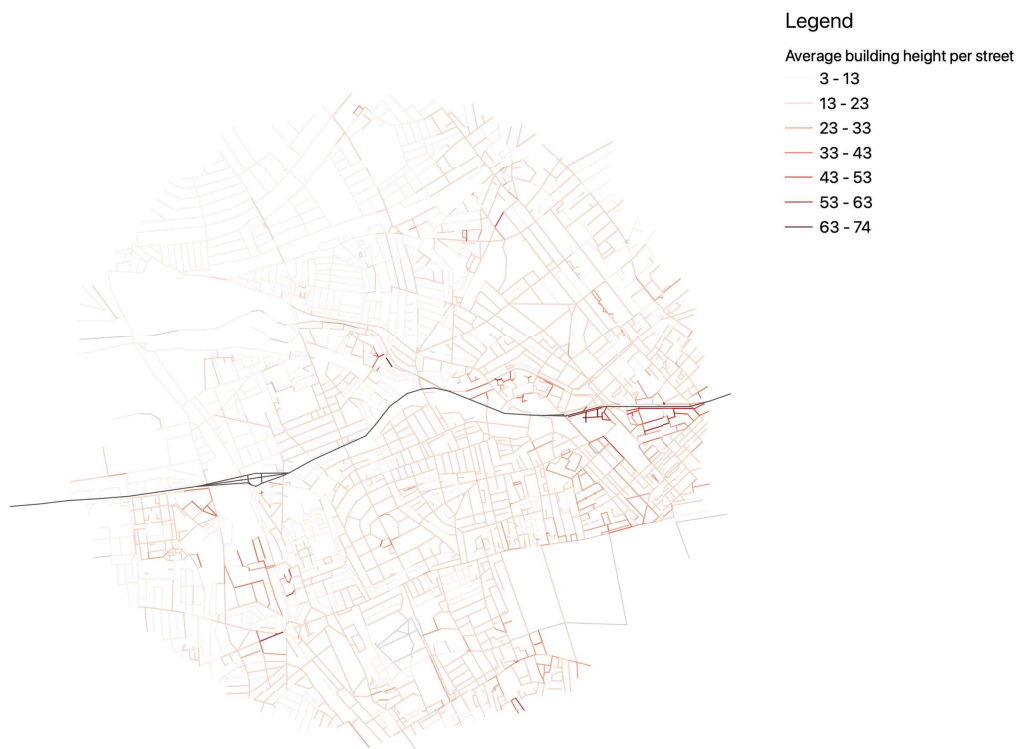 Legend
Average building height per street
3 - 13
13 - 23
23 - 33
33 - 43
43 - 53
53 - 63
63 - 74